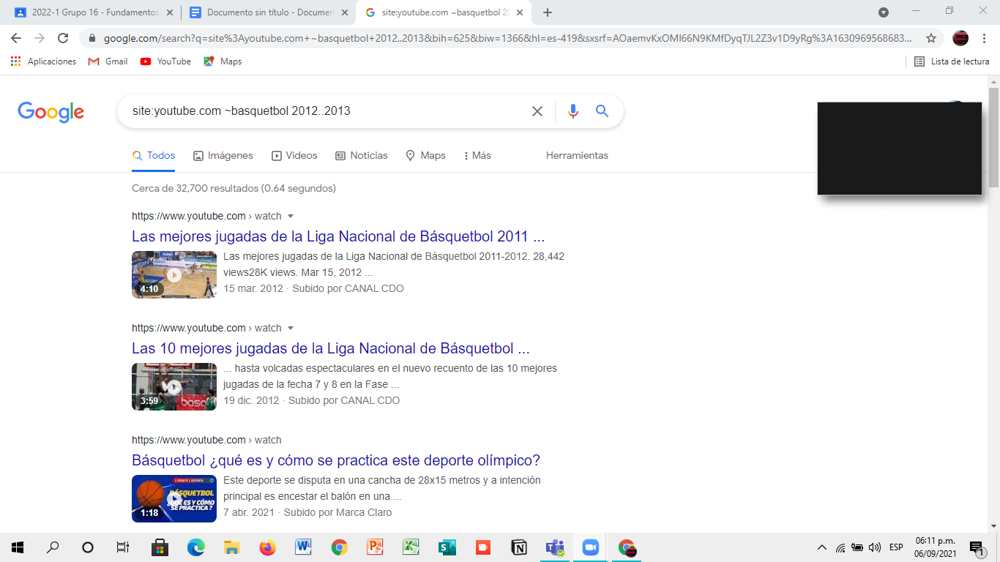 2022-1 Grupo 16 - Fundamentos
Documento sin título - Documen
site:youtube.com ~basquetbol 20
google.com/search?q=site%3Ayoutube.com+~basquetbol+2012..2013&bih=625&biw=1366&hl=es-419&sxsrf=AOaemvKxOMI66N9KMfDyqTJL2Z3v1D9yRg%3A1630969568683...
Aplicaciones
Gmail
YouTube
Maps
Lista de lectura
Google
site:youtube.com ~basquetbol 2012..2013
Todos
Imágenes
Videos
Noticias
Maps
Más
Herramientas
Cerca de 32,700 resultados (0.64 segundos)
https://www.youtube.com › watch
Las mejores jugadas de la Liga Nacional de Básquetbol 2011 ...
4:10
Las mejores jugadas de la Liga Nacional de Básquetbol 2011-2012. 28,442
views28K views. Mar 15, 2012 ...
15 mar. 2012 · Subido por CANAL CDO
https://www.youtube.com › watch
Las 10 mejores jugadas de la Liga Nacional de Básquetbol ...
3:59
... hasta volcadas espectaculares en el nuevo recuento de las 10 mejores
jugadas de la fecha 7 y 8 en la Fase ...
19 dic. 2012 · Subido por CANAL CDO
https://www.youtube.com › watch
Básquetbol ¿qué es y cómo se practica este deporte olímpico?
BÁSQUETBOL
¿QUÉ ES Y CÓMO
SE PRACTICA?
1:18
Este deporte se disputa en una cancha de 28x15 metros y a intención
principal es encestar el balón en una ...
7 abr. 2021 · Subido por Marca Claro
ESP
06:11 p.m.
06/09/2021
1